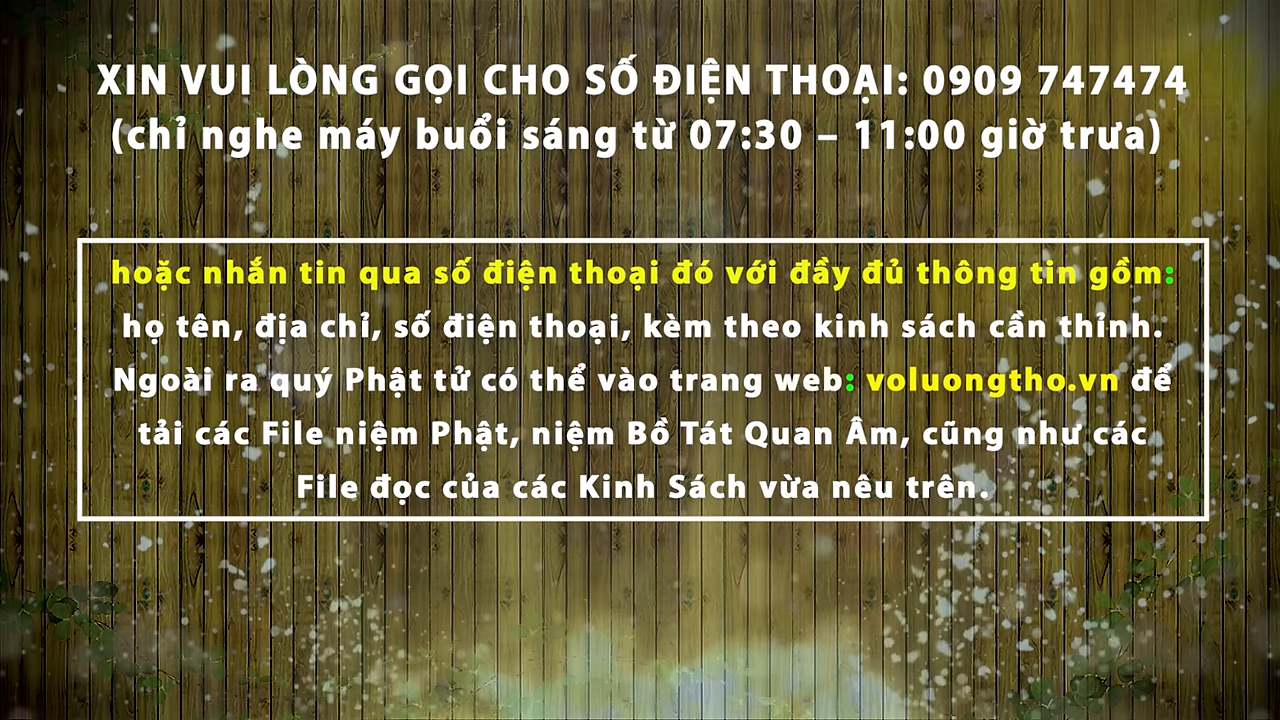 XIN VUI LÒNG GỌI CHO SỐ ĐIỆN THOẠI: 0909 747474
(chỉ nghe máy buổi sáng từ 07:30 – 11:00 giờ trưa)
hoặc nhắn tin qua số điện thoại đó với đầy đủ thông tin gồm:
họ tên, địa chỉ, số điện thoại, kèm theo kinh sách cần thỉnh.
Ngoài ra quý Phật tử có thể vào trang web: voluongtho.vn để
tải các File niệm Phật, niệm Bồ Tát Quan Âm, cũng như các
File đọc của các Kinh Sách vừa nêu trên.